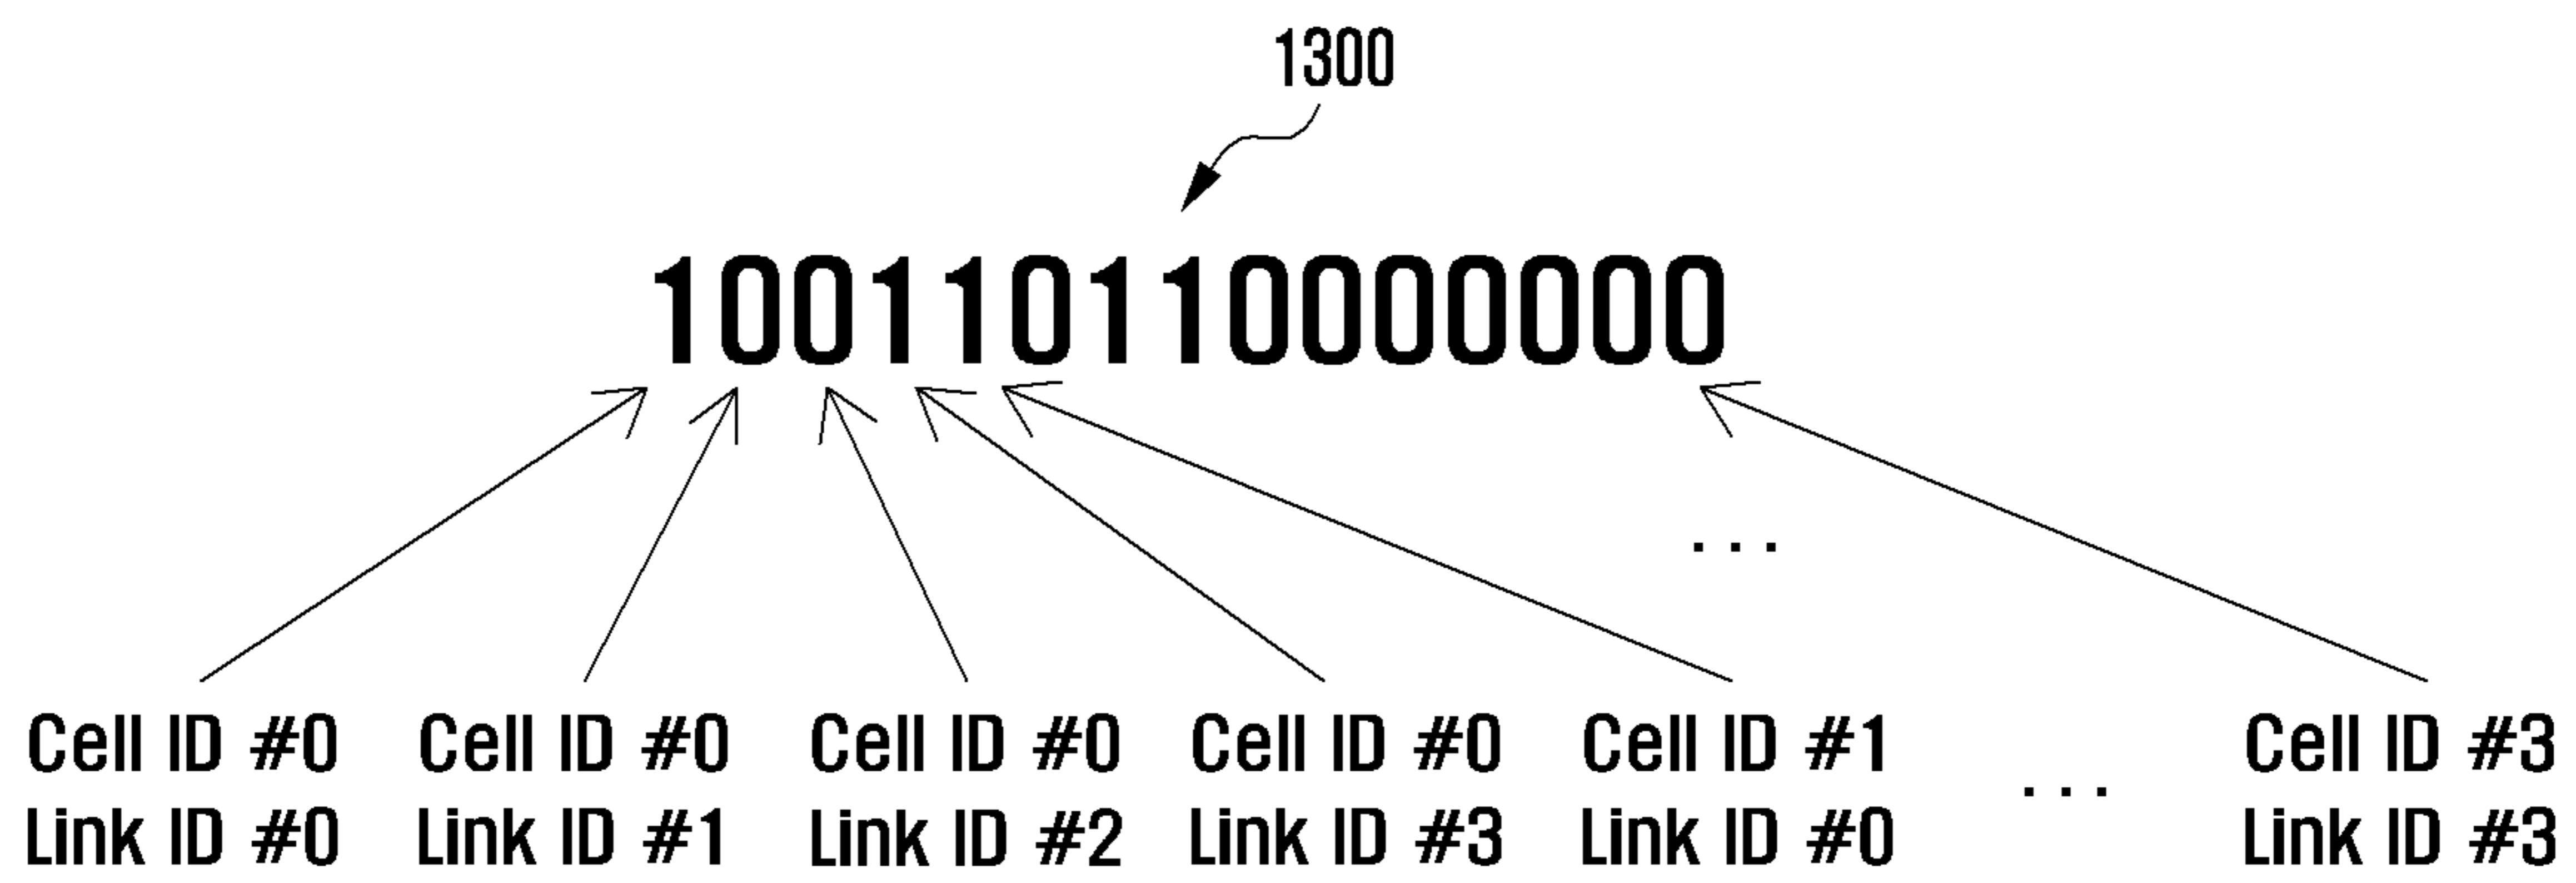 1300
100110110000000
...
Cell ID #0 Cell ID #0 Cell ID #0 Cell ID #0 Cell ID #1 ... Cell ID #3
Link ID #0 Link ID #1 Link ID #2 Link ID #3 Link ID #0 Link ID #3